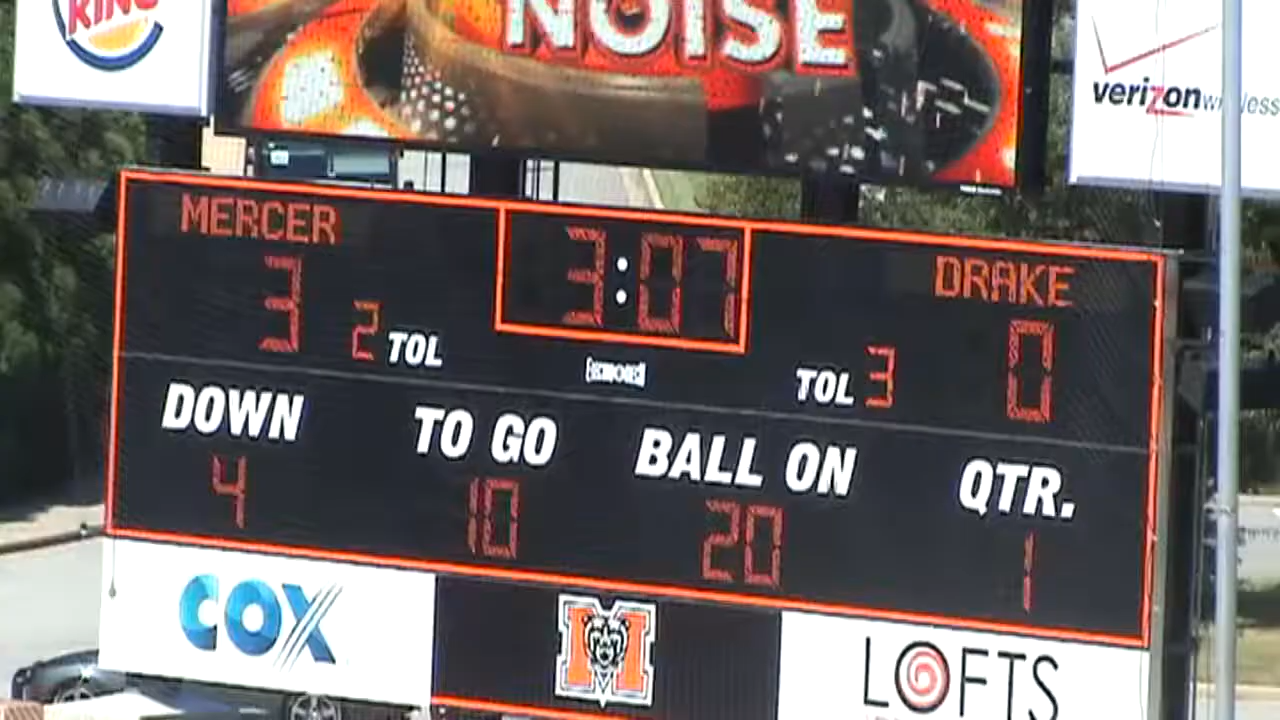 KING
NOISE
verizon wireless
MERCER 3:07 DRAKE
3 2 TOL TOL 3 0
DOWN TO GO BALL ON QTR.
4 10 20 1
COX M LOFTS